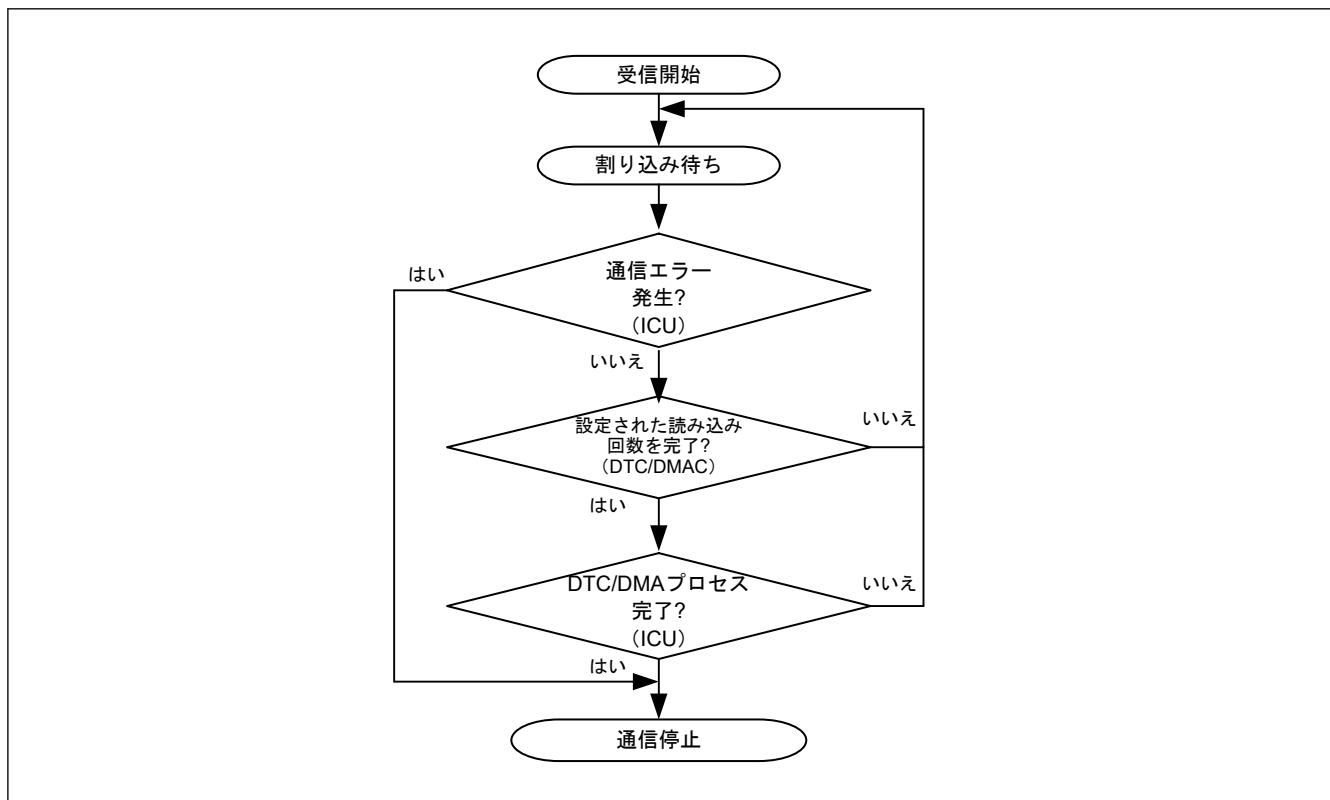 受信開始
割り込み待ち
はい
通信エラー
発生?
（ICU）
いいえ
設定された読み込み
回数を完了?
（DTC/DMAC）
いいえ
はい
DTC/DMAプロセス
完了?
（ICU）
いいえ
はい
通信停止